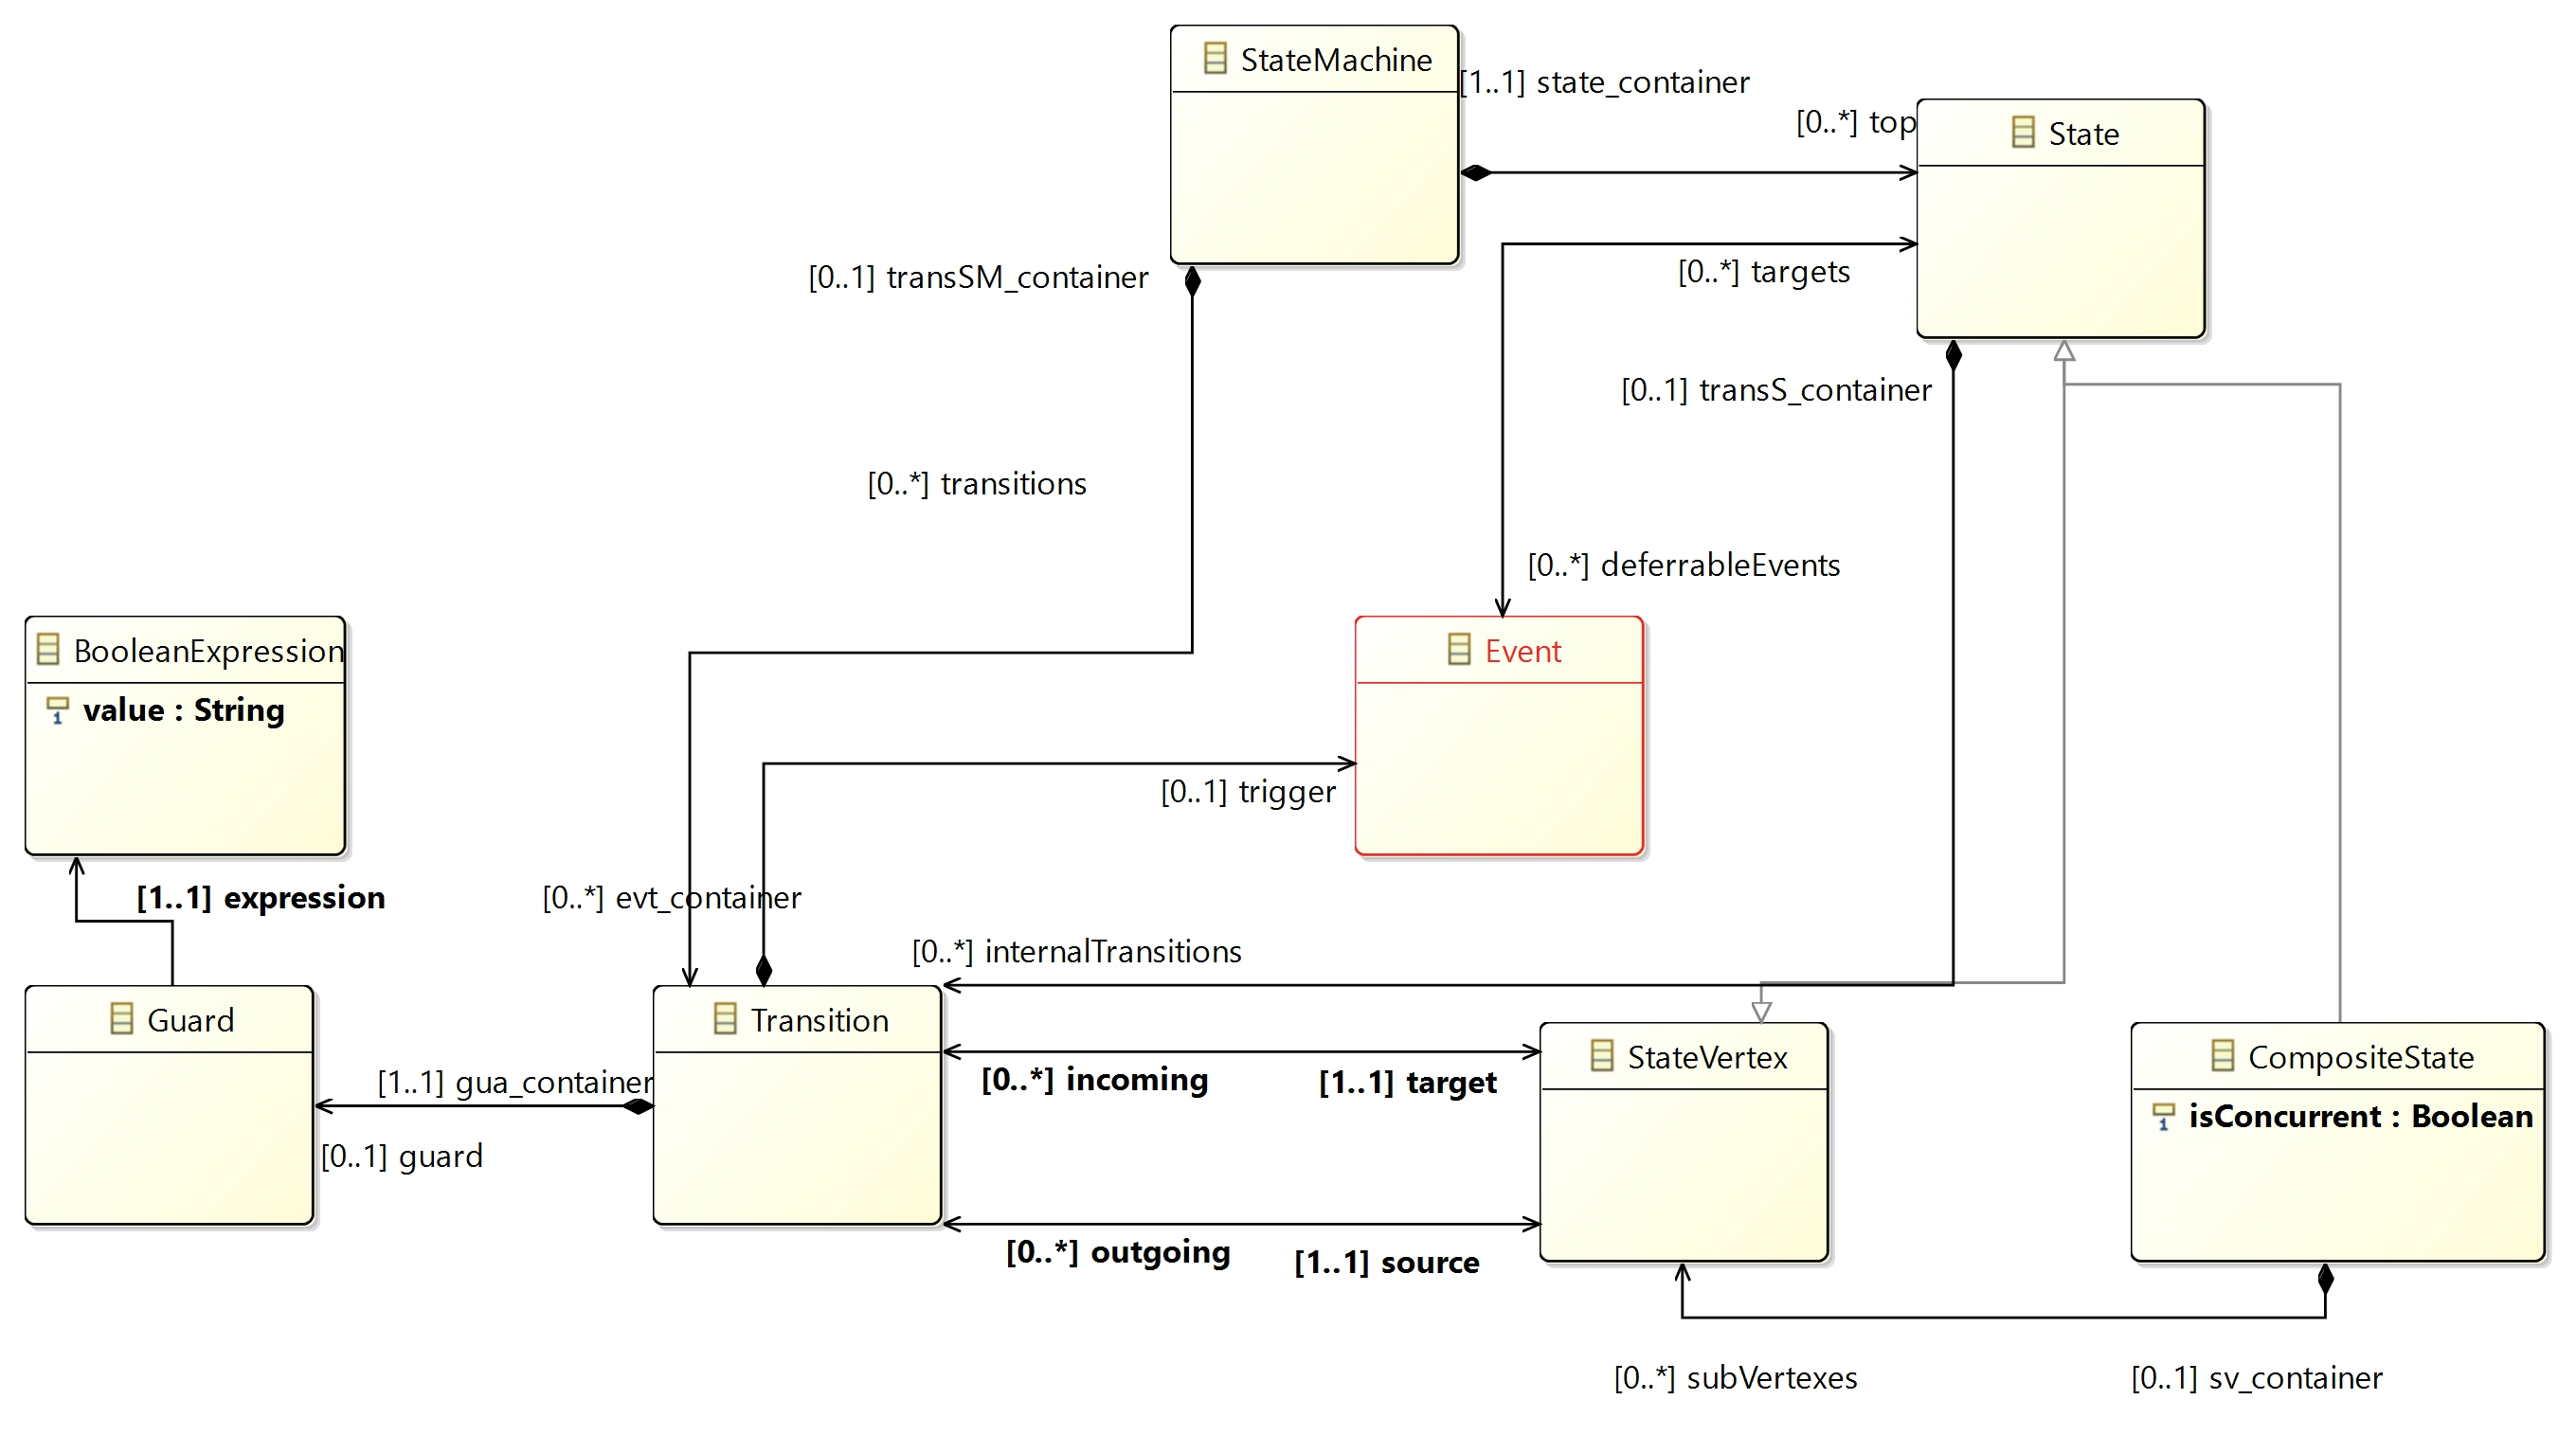 StateMachine
[1..1] state_container
[0..*] top
State
[0..1] transSM_container
[0..*] targets
[0..1] transS_container
[0..*] transitions
[0..*] deferrableEvents
BooleanExpression
value : String
Event
[0..1] trigger
[1..1] expression
[0..*] evt_container
[0..*] internalTransitions
Guard
Transition
StateVertex
CompositeState
isConcurrent : Boolean
[1..1] gua_container
[0..*] incoming
[1..1] target
[0..1] guard
[0..*] outgoing
[1..1] source
[0..*] subVertexes
[0..1] sv_container